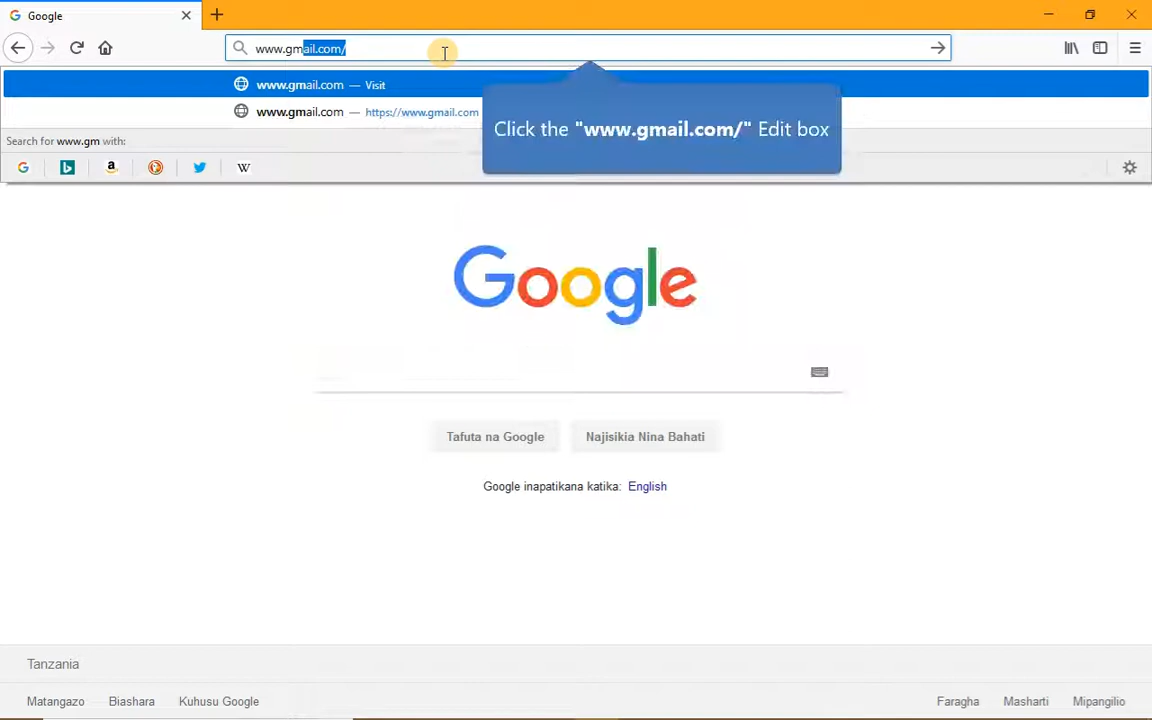 Google
www.gmail.com/
www.gmail.com — Visit
www.gmail.com — https://www.gmail.com
Click the "www.gmail.com/" Edit box
Search for www.gm with:
Google
Tafuta na Google
Najisikia Nina Bahati
Google inapatikana katika: English
Tanzania
Matangazo Biashara Kuhusu Google
Faragha Masharti Mipangilio